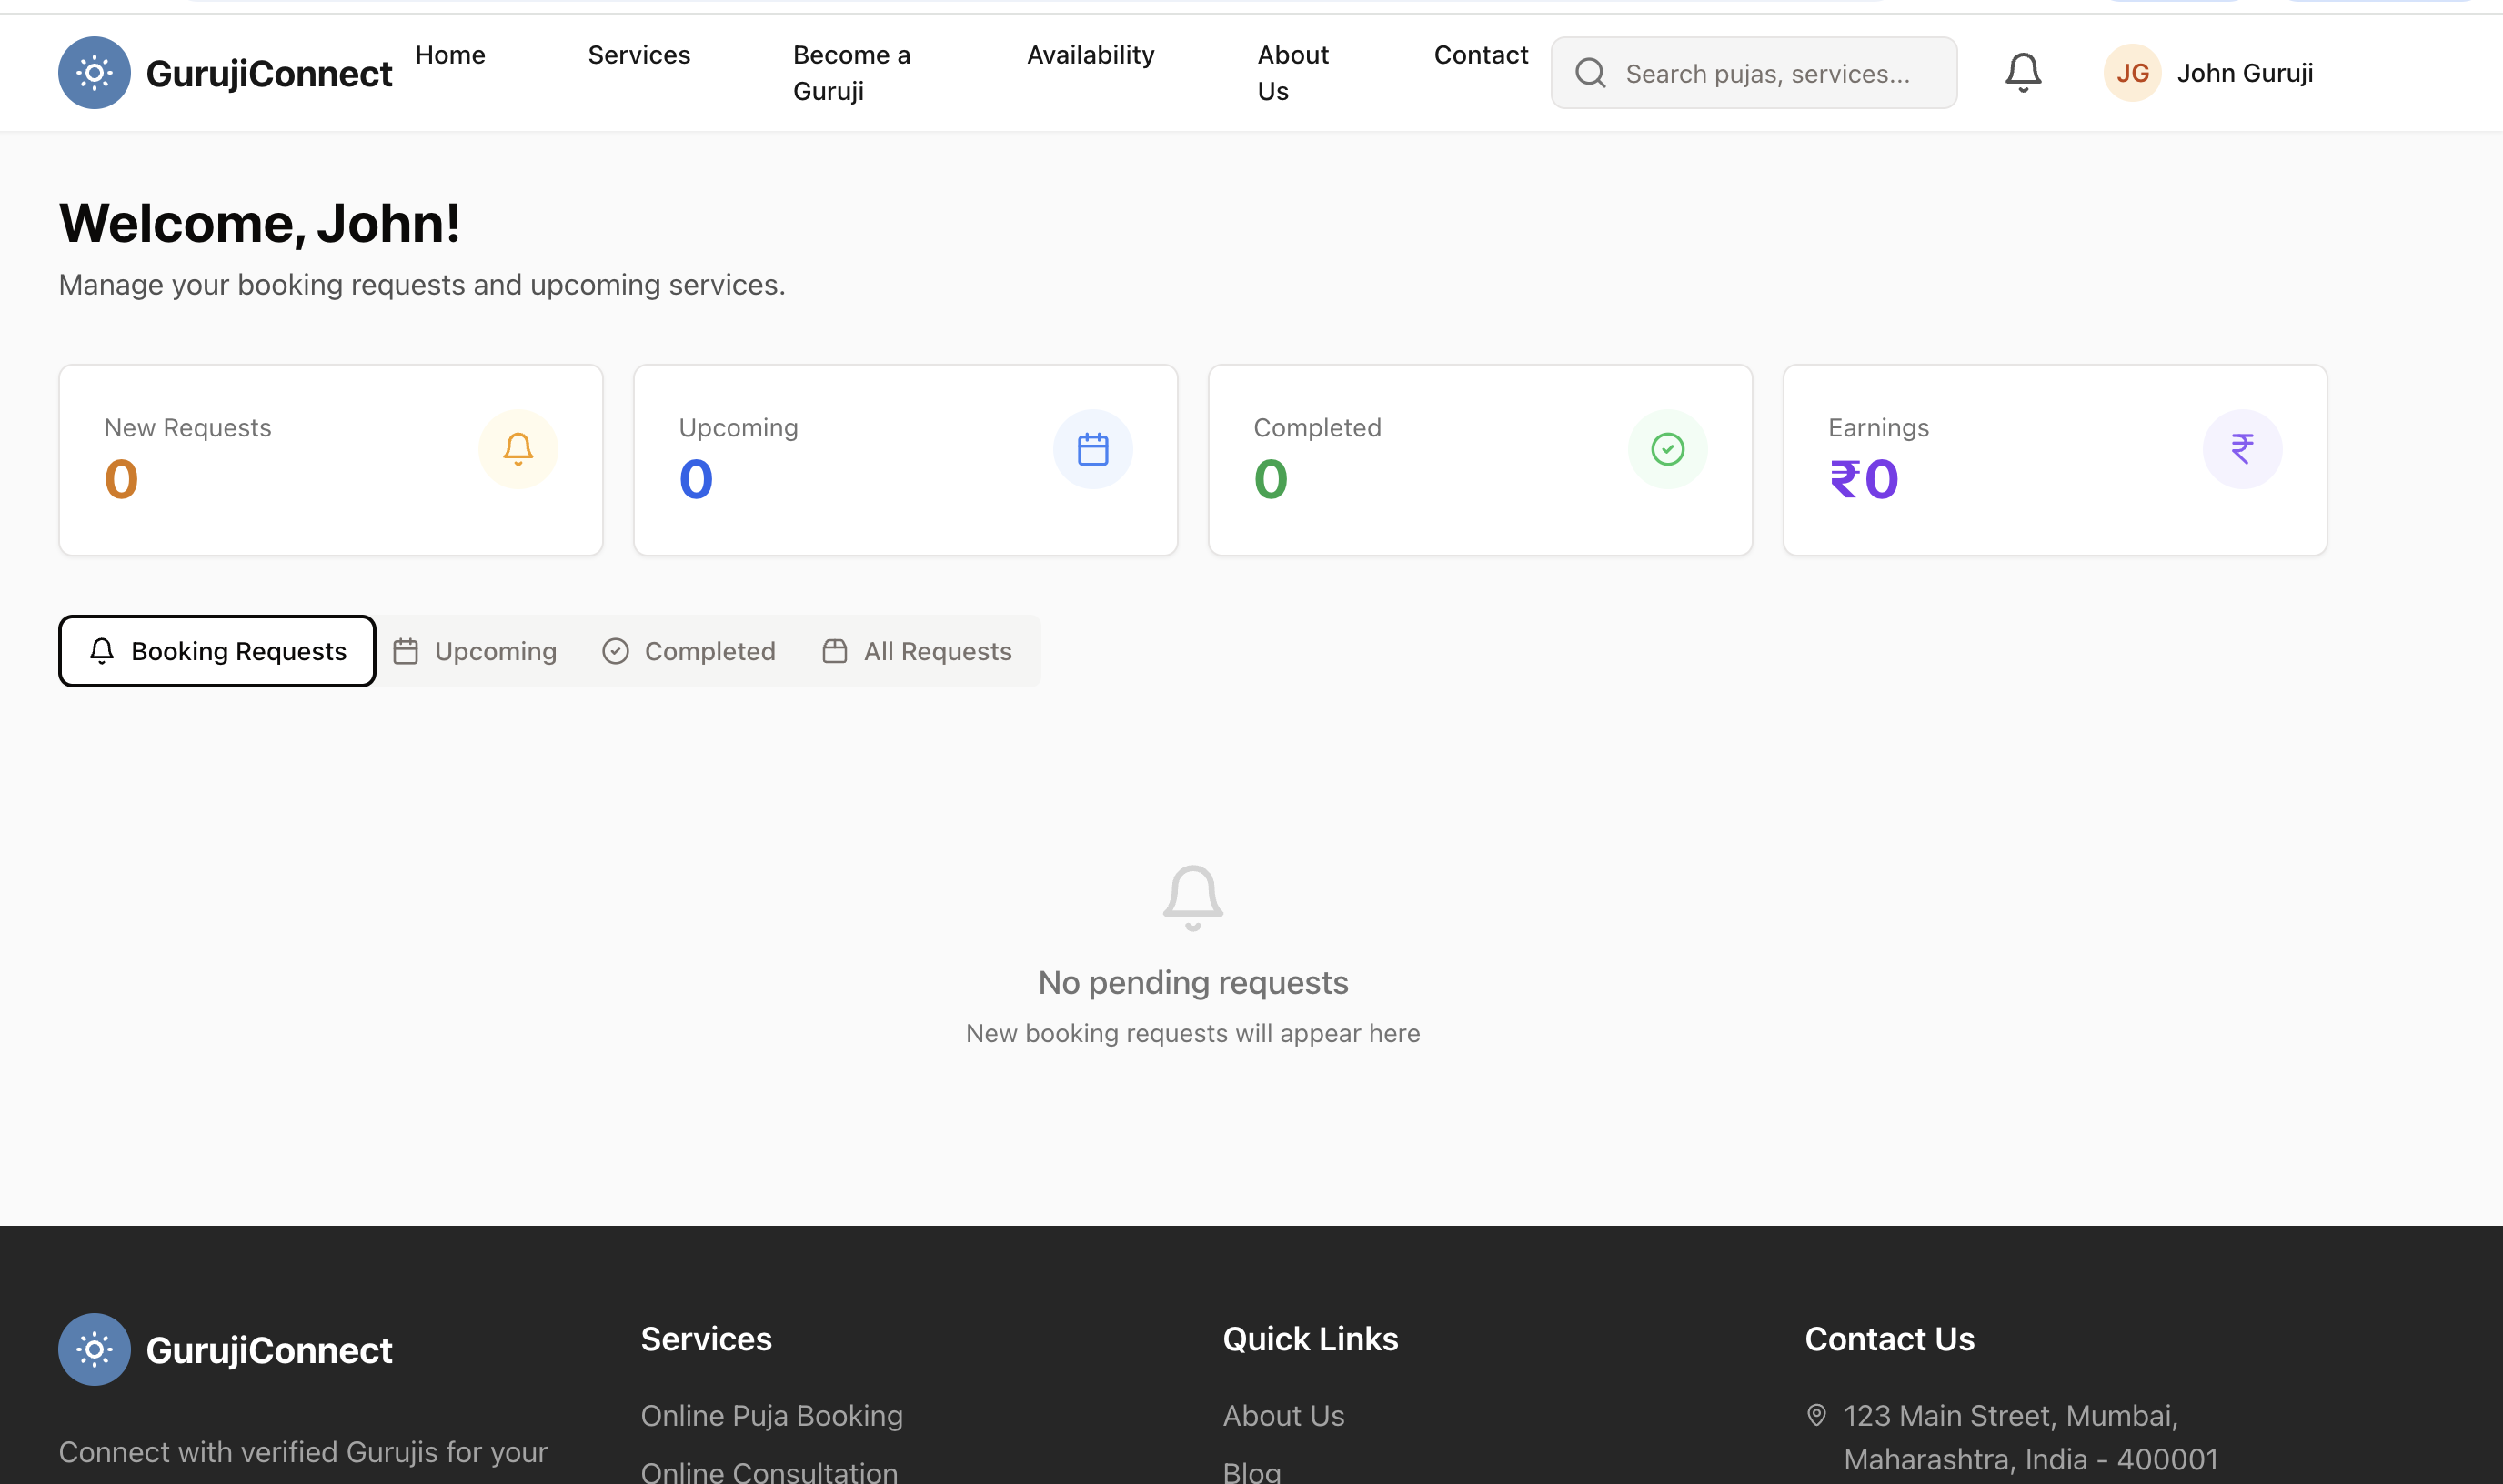 GurujiConnect
Home
Services
Become a
Guruji
Availability
About
Us
Contact
Search pujas, services...
JG
John Guruji
Welcome, John!
Manage your booking requests and upcoming services.
New Requests
0
Upcoming
0
Completed
0
Earnings
₹0
Booking Requests
Upcoming
Completed
All Requests
No pending requests
New booking requests will appear here
GurujiConnect
Connect with verified Gurujis for your
Services
Online Puja Booking
Online Consultation
Quick Links
About Us
Blog
Contact Us
123 Main Street, Mumbai,
Maharashtra, India - 400001